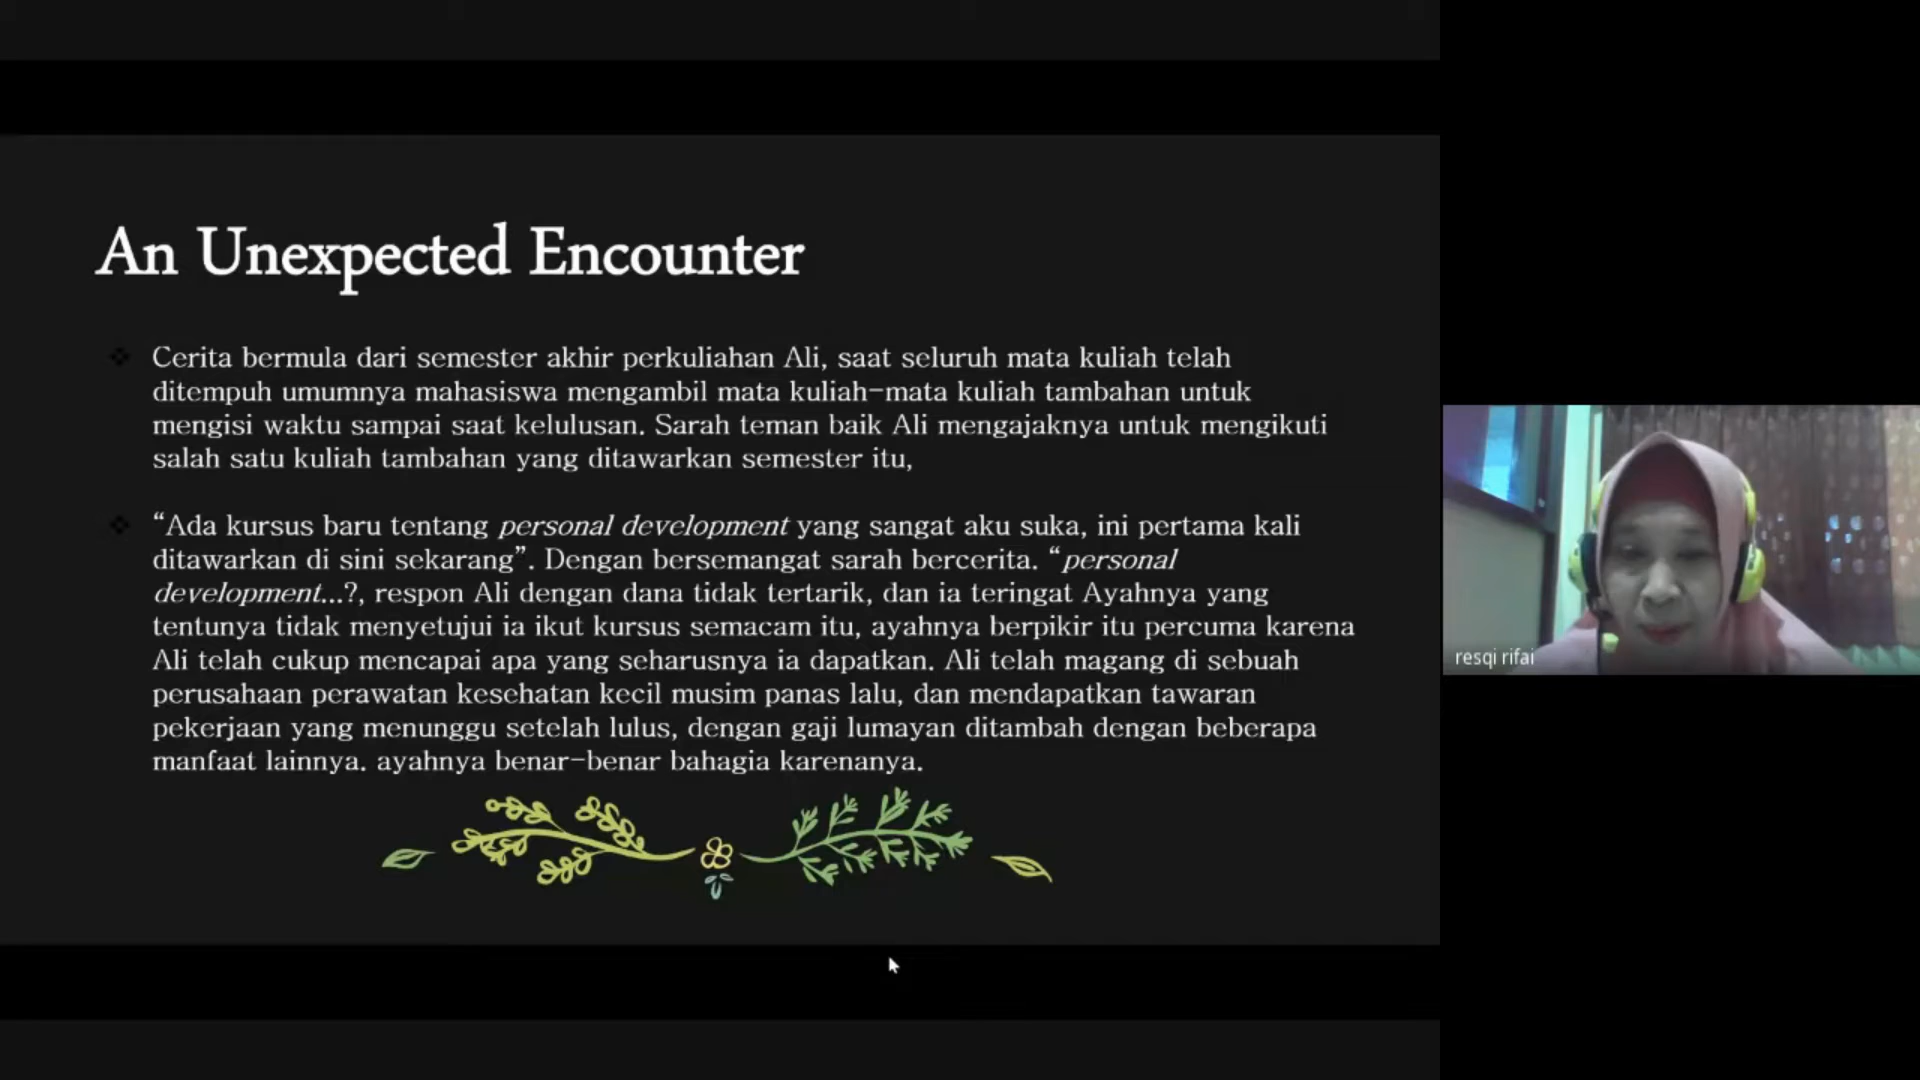 An Unexpected Encounter
Cerita bermula dari semester akhir perkuliahan Ali, saat seluruh mata kuliah telah
ditempuh umumnya mahasiswa mengambil mata kuliah-mata kuliah tambahan untuk
mengisi waktu sampai saat kelulusan. Sarah teman baik Ali mengajaknya untuk mengikuti
salah satu kuliah tambahan yang ditawarkan semester itu,
“Ada kursus baru tentang personal development yang sangat aku suka, ini pertama kali
ditawarkan di sini sekarang”. Dengan bersemangat sarah bercerita. “personal
development...?, respon Ali dengan dana tidak tertarik, dan ia teringat Ayahnya yang
tentunya tidak menyetujui ia ikut kursus semacam itu, ayahnya berpikir itu percuma karena
Ali telah cukup mencapai apa yang seharusnya ia dapatkan. Ali telah magang di sebuah
perusahaan perawatan kesehatan kecil musim panas lalu, dan mendapatkan tawaran
pekerjaan yang menunggu setelah lulus, dengan gaji lumayan ditambah dengan beberapa
manfaat lainnya. ayahnya benar-benar bahagia karenanya.
resqi rifai